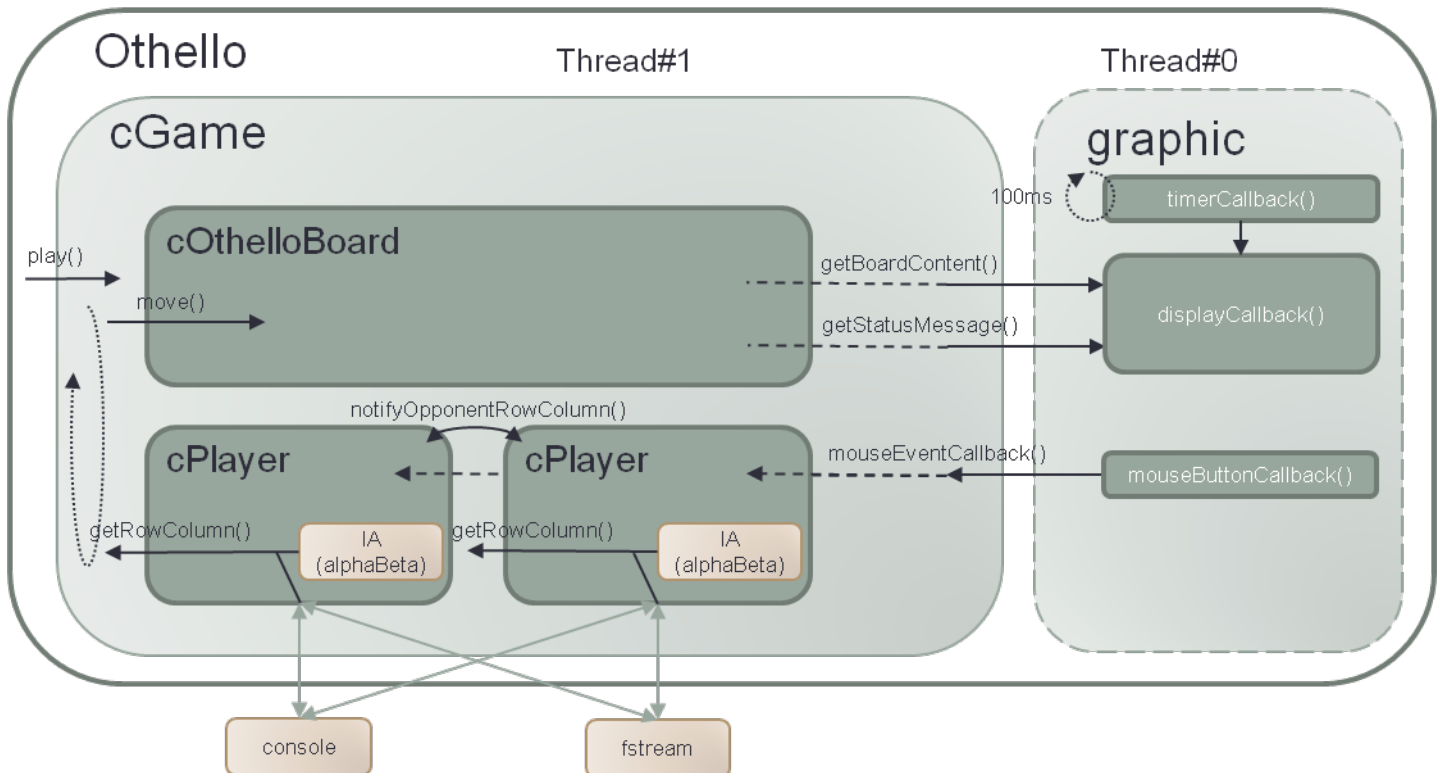 Othello
Thread#1
Thread#0
cGame
graphic
100ms
timerCallback()
cOthelloBoard
play()
getBoardContent()
move()
displayCallback()
getStatusMessage()
notifyOpponentRowColumn()
cPlayer
cPlayer
mouseEventCallback()
mouseButtonCallback()
getRowColumn()
IA
(alphaBeta)
getRowColumn()
IA
(alphaBeta)
console
fstream